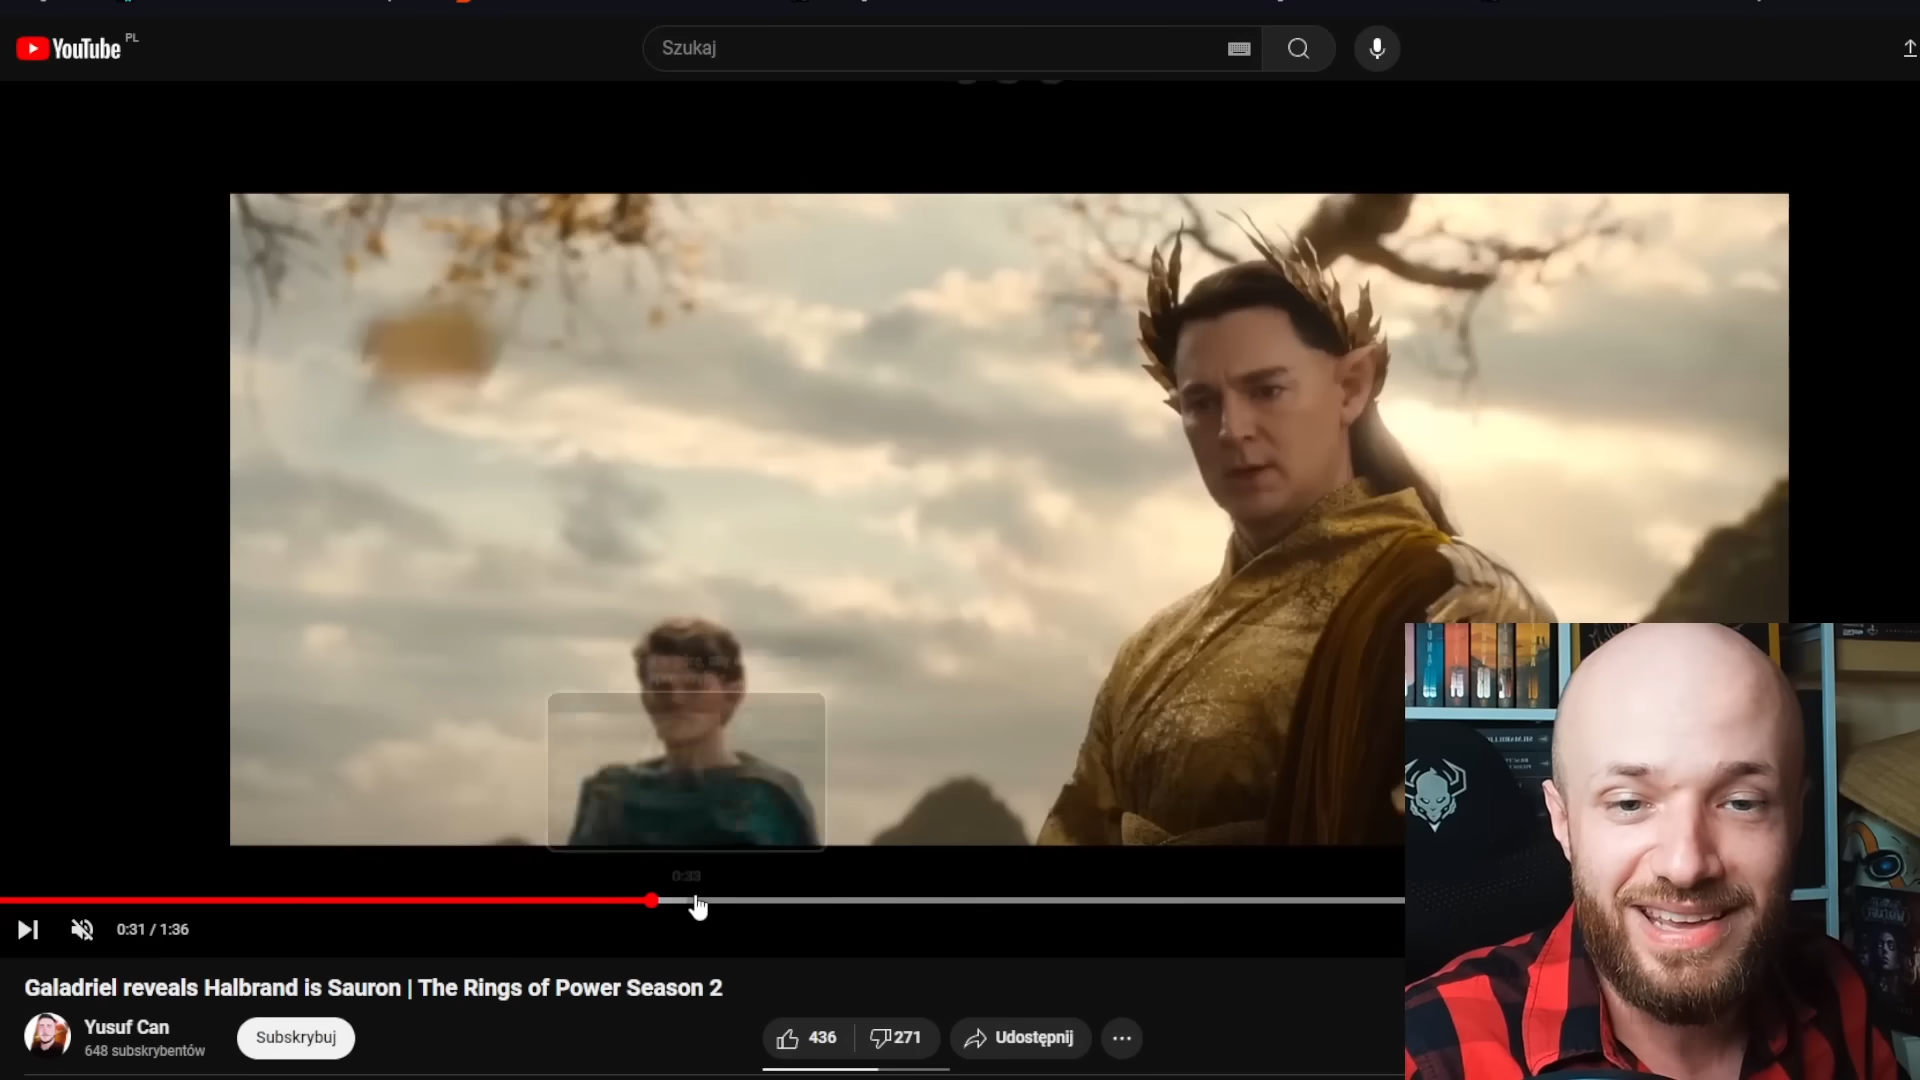 YouTube PL
Szukaj
0:33
0:31 / 1:36
Galadriel reveals Halbrand is Sauron | The Rings of Power Season 2
Yusuf Can
648 subskrybentów
Subskrybuj
436
271
Udostępnij